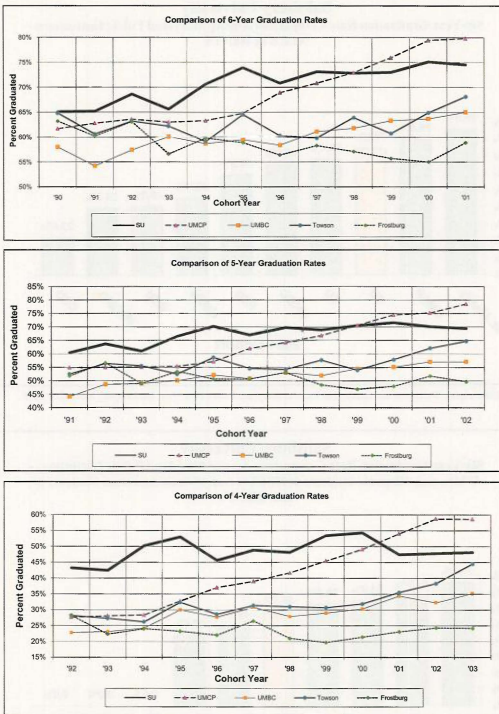 Comparison of 6-Year Graduation Rates
Percent Graduated
80%
75%
70%
65%
60%
55%
50%
'90 '91 '92 '93 '94 '95 '96 '97 '98 '99 '00 '01
Cohort Year
SU UMCP UMBC Towson Frostburg
Comparison of 5-Year Graduation Rates
Percent Graduated
85%
80%
75%
70%
65%
60%
55%
50%
45%
40%
'91 '92 '93 '94 '95 '96 '97 '98 '99 '00 '01 '02
Cohort Year
SU UMCP UMBC Towson Frostburg
Comparison of 4-Year Graduation Rates
Percent Graduated
60%
55%
50%
45%
40%
35%
30%
25%
20%
15%
'92 '93 '94 '95 '96 '97 '98 '99 '00 '01 '02 '03
Cohort Year
SU UMCP UMBC Towson Frostburg